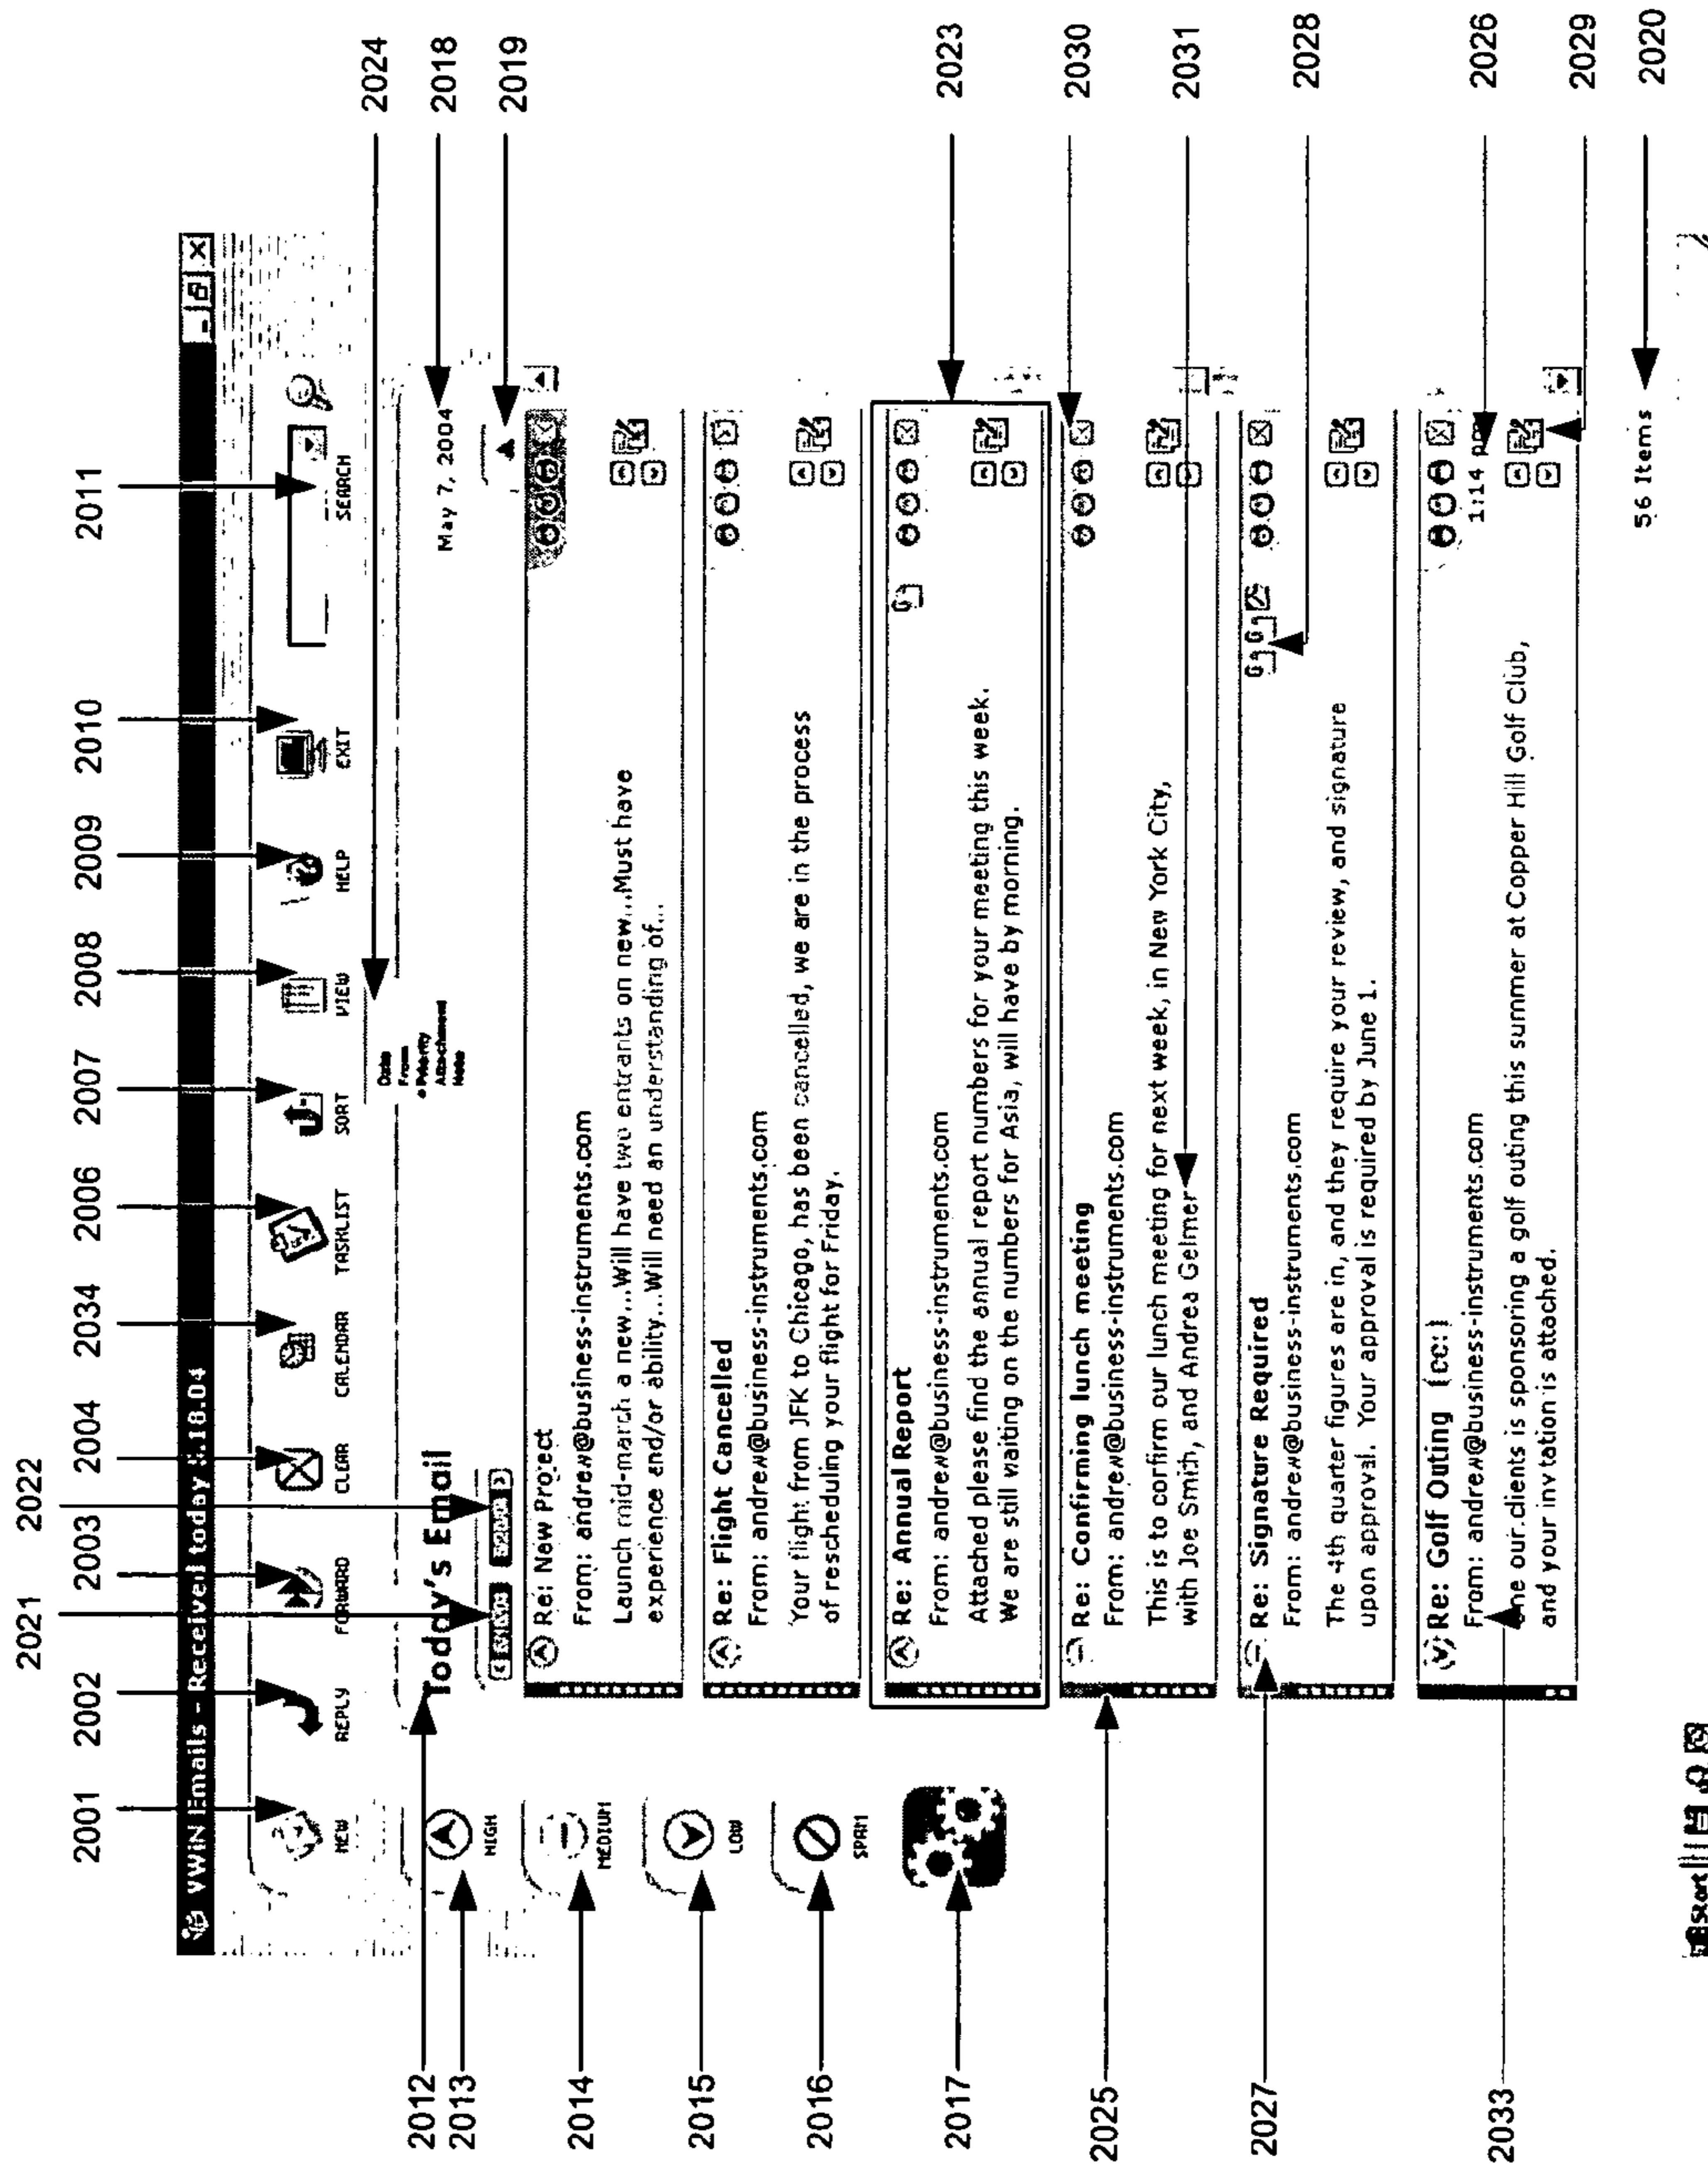 2021 2022
2001 2002 2003 2004 2034 2006 2007 2008 2009 2010 2011
VWiN Emails - Received today
NEW REPLY FORWARD CLEAR CALENDAR TASKLIST SORT VIEW HELP EXIT SEARCH
2024
Date
From
• Priority
Attachment
Note
2012
Today's Email
May 7, 2004
2018
2013
HIGH
2019
Re: New Project
From: andrew@business-instruments.com
Launch mid-march a new...Will have two entrants on new...Must have
experience and/or ability...Will need an understanding of...
2014
MEDIUM
2015
LOW
Re: Flight Cancelled
From: andrew@business-instruments.com
Your flight from JFK to Chicago, has been cancelled, we are in the process
of rescheduling your flight for Friday.
2016
SPAM
2017
Re: Annual Report
From: andrew@business-instruments.com
Attached please find the annual report numbers for your meeting this week.
We are still waiting on the numbers for Asia, will have by morning.
2023
2025
Re: Confirming lunch meeting
2030
From: andrew@business-instruments.com
This is to confirm our lunch meeting for next week, in New York City,
with Joe Smith, and Andrea Gelmer
2031
2027
Re: Signature Required
2028
From: andrew@business-instruments.com
The 4th quarter figures are in, and they require your review, and signature
upon approval. Your approval is required by June 1.
Re: Golf Outing (cc:)
From: andrew@business-instruments.com
1:14 pm
2026
2033
One our clients is sponsoring a golf outing this summer at Copper Hill Golf Club,
and your invitation is attached.
2029
56 Items
2020
Start